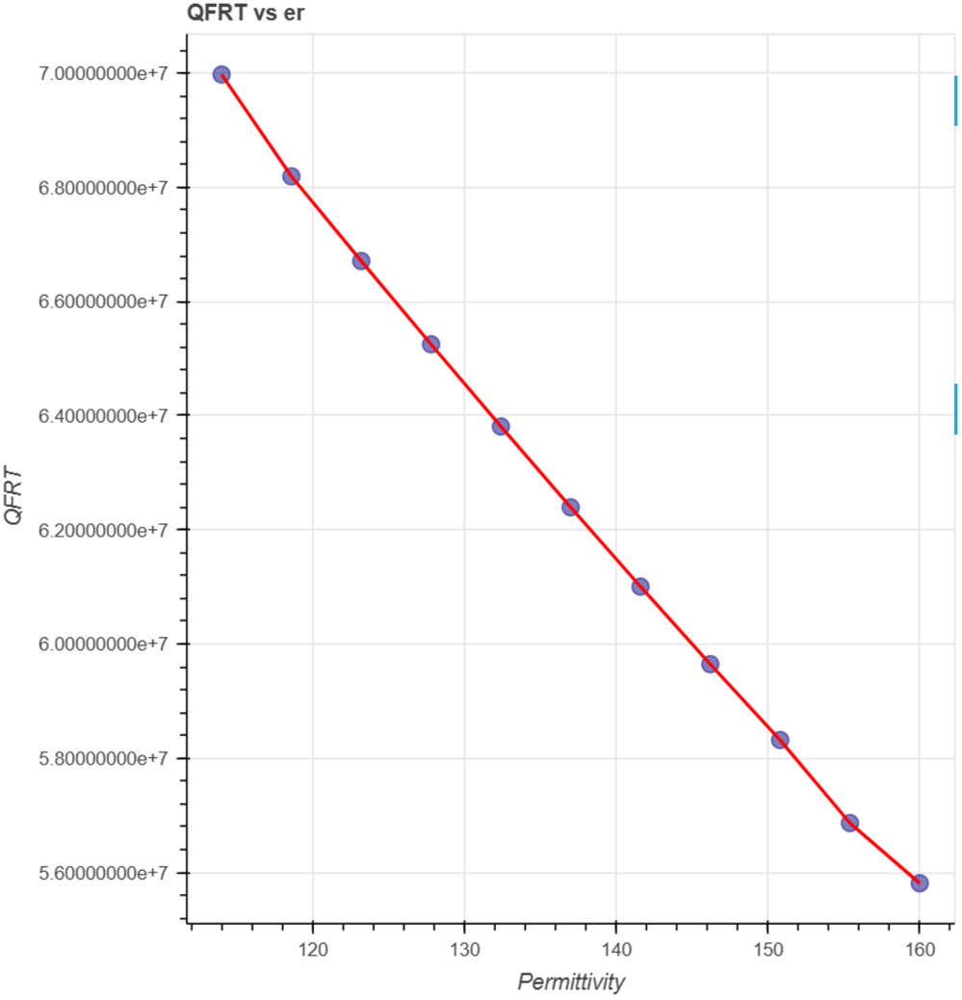 QFRT vs er
7.00000000e+7
6.80000000e+7
6.60000000e+7
6.40000000e+7
6.20000000e+7
6.00000000e+7
5.80000000e+7
5.60000000e+7
QFRT
120 130 140 150 160
Permittivity